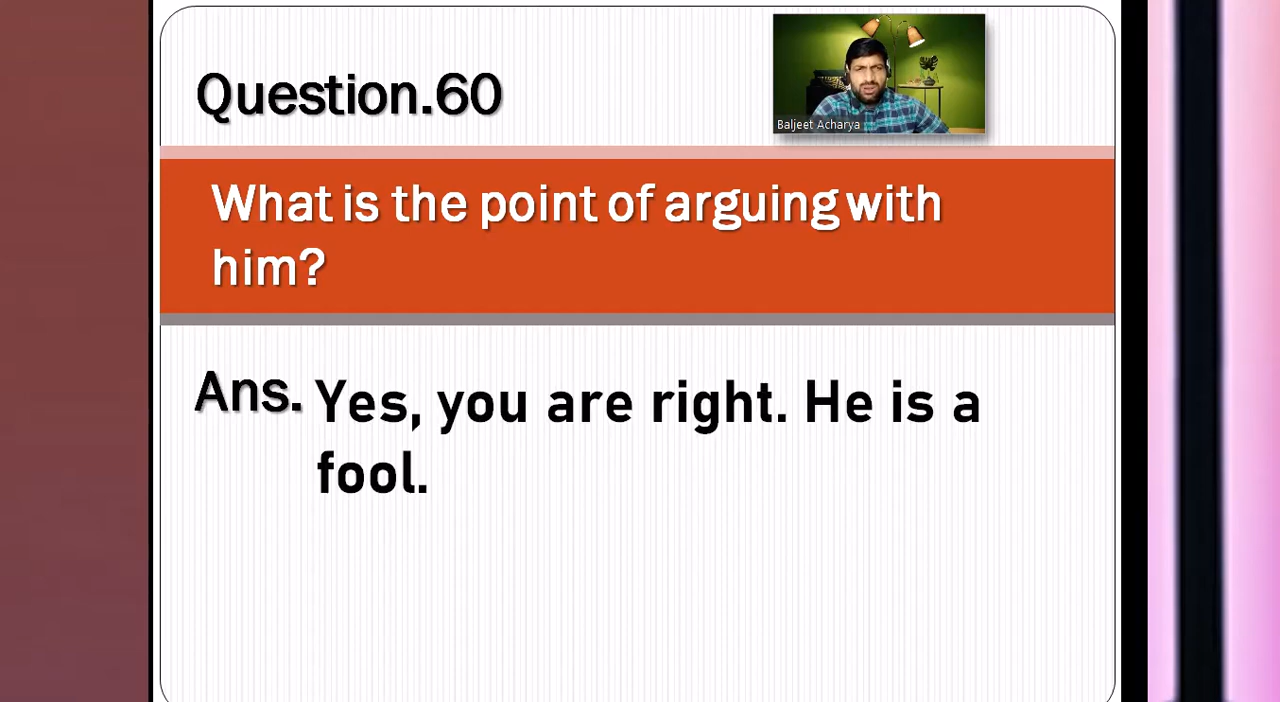 Question.60
Baljeet Acharya
What is the point of arguing with
him?
Ans. Yes, you are right. He is a
fool.